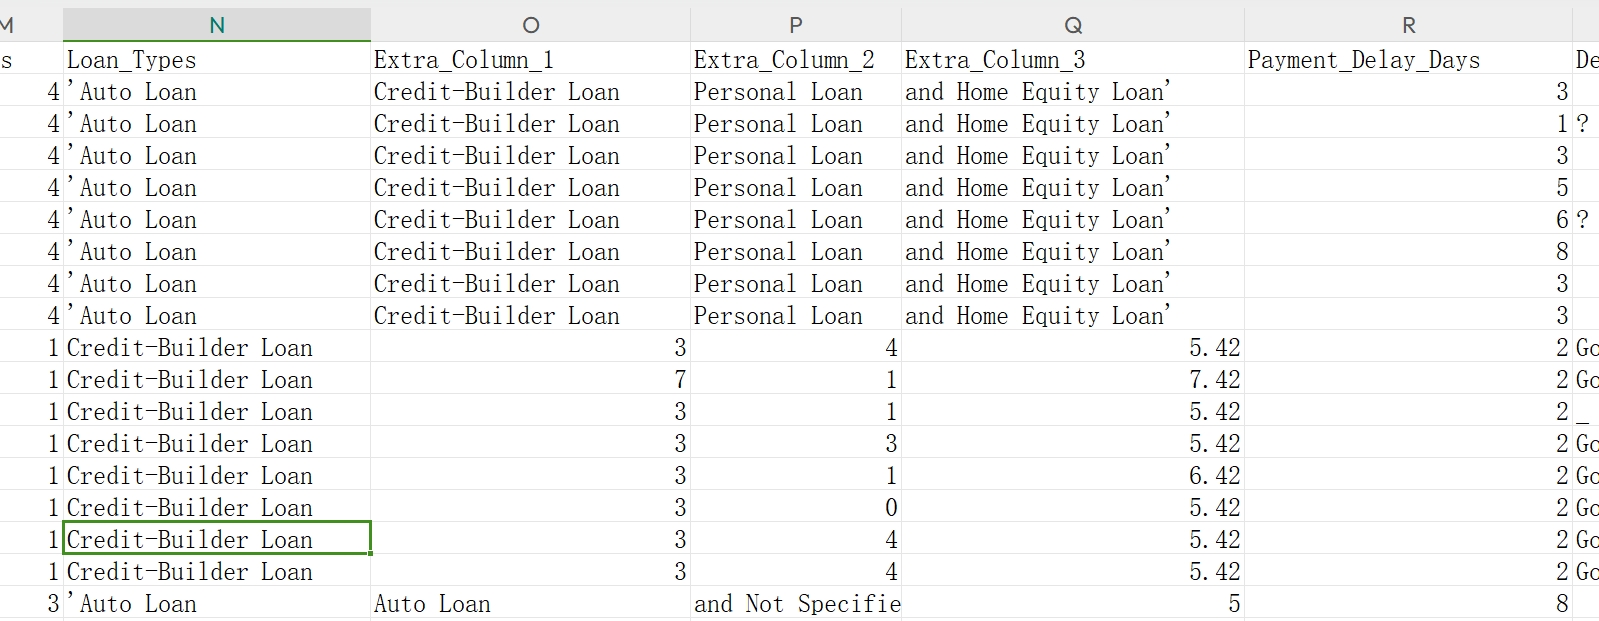 M N O P Q R
s Loan_Types Extra_Column_1 Extra_Column_2 Extra_Column_3 Payment_Delay_Days De
4 'Auto Loan Credit-Builder Loan Personal Loan and Home Equity Loan' 3
4 'Auto Loan Credit-Builder Loan Personal Loan and Home Equity Loan' 1 ?
4 'Auto Loan Credit-Builder Loan Personal Loan and Home Equity Loan' 3
4 'Auto Loan Credit-Builder Loan Personal Loan and Home Equity Loan' 5
4 'Auto Loan Credit-Builder Loan Personal Loan and Home Equity Loan' 6 ?
4 'Auto Loan Credit-Builder Loan Personal Loan and Home Equity Loan' 8
4 'Auto Loan Credit-Builder Loan Personal Loan and Home Equity Loan' 3
4 'Auto Loan Credit-Builder Loan Personal Loan and Home Equity Loan' 3
1 Credit-Builder Loan 3 4 5.42 2 Go
1 Credit-Builder Loan 7 1 7.42 2 Go
1 Credit-Builder Loan 3 1 5.42 2 _
1 Credit-Builder Loan 3 3 5.42 2 Go
1 Credit-Builder Loan 3 1 6.42 2 Go
1 Credit-Builder Loan 3 0 5.42 2 Go
1 Credit-Builder Loan 3 4 5.42 2 Go
1 Credit-Builder Loan 3 4 5.42 2 Go
3 'Auto Loan Auto Loan and Not Specifie 5 8